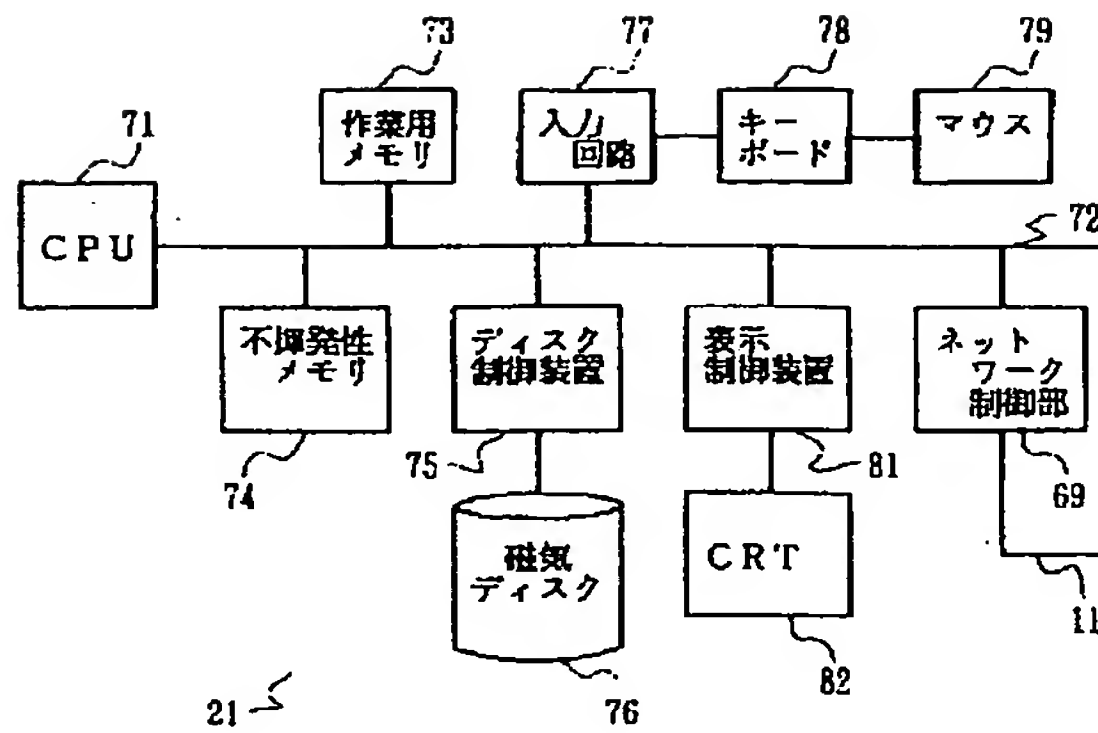 73
77
78
79
71
作業用
メモリ
入力
回路
キー
ボード
マウス
CPU
72
不揮発性
メモリ
ディスク
制御装置
表示
制御装置
ネット
ワーク
制御部
74
75
81
69
磁気
ディスク
CRT
11
21
76
82